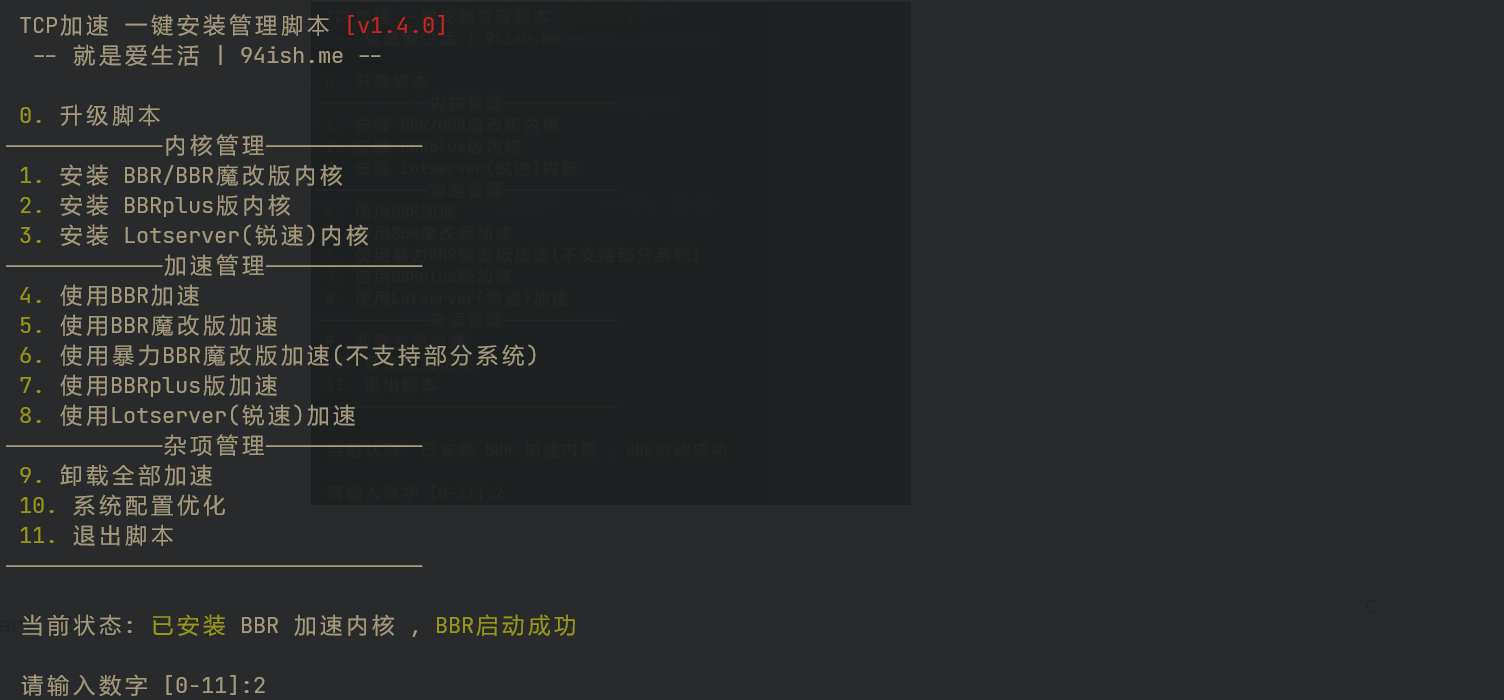 TCP加速 一键安装管理脚本 [v1.4.0]
-- 就是爱生活 | 94ish.me --
0. 升级脚本
————————————内核管理————————————
1. 安装 BBR/BBR魔改版内核
2. 安装 BBRplus版内核
3. 安装 Lotserver(锐速)内核
————————————加速管理————————————
4. 使用BBR加速
5. 使用BBR魔改版加速
6. 使用暴力BBR魔改版加速(不支持部分系统)
7. 使用BBRplus版加速
8. 使用Lotserver(锐速)加速
————————————杂项管理————————————
9. 卸载全部加速
10. 系统配置优化
11. 退出脚本
————————————————————————————————
当前状态: 已安装 BBR 加速内核 , BBR启动成功
请输入数字 [0-11]:2